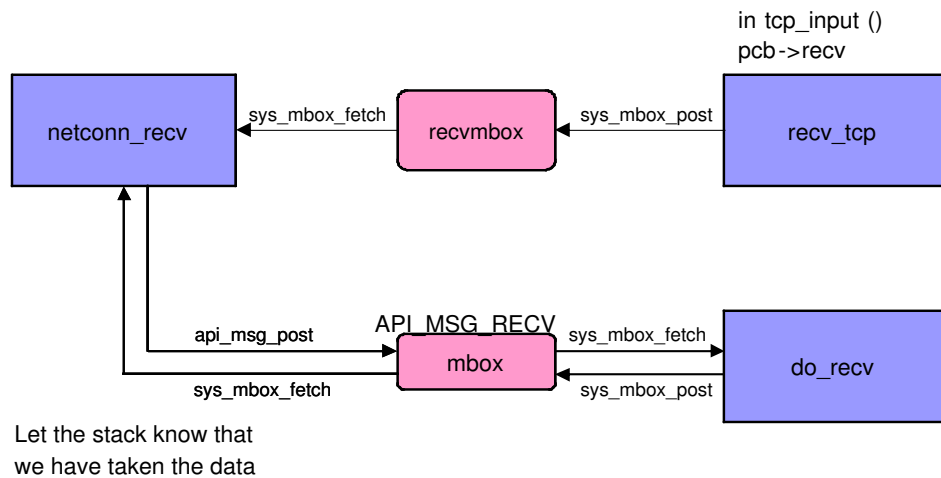 in tcp_input ()
pcb->recv
netconn_recv
sys_mbox_fetch
recvmbox
sys_mbox_post
recv_tcp
API_MSG_RECV
api_msg_post
sys_mbox_fetch
mbox
sys_mbox_fetch
sys_mbox_post
do_recv
Let the stack know that
we have taken the data